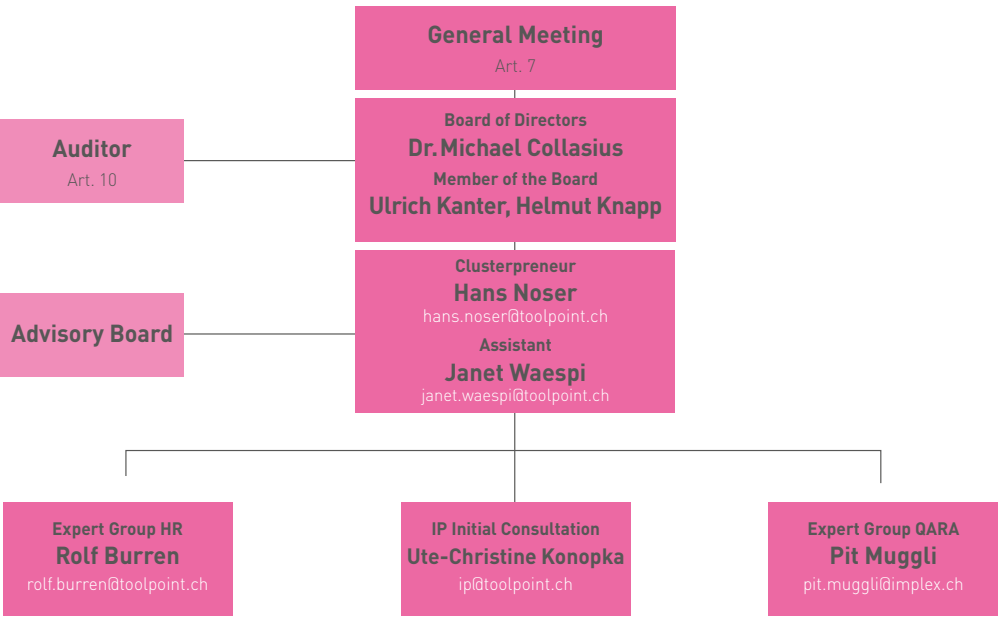 General Meeting
Art. 7
Board of Directors
Dr. Michael Collasius
Member of the Board
Ulrich Kanter, Helmut Knapp
Auditor
Art. 10
Clusterpreneur
Hans Noser
hans.noser@toolpoint.ch
Assistant
Janet Waespi
janet.waespi@toolpoint.ch
Advisory Board
Expert Group HR
Rolf Burren
rolf.burren@toolpoint.ch
IP Initial Consultation
Ute-Christine Konopka
ip@toolpoint.ch
Expert Group QARA
Pit Muggli
pit.muggli@implex.ch